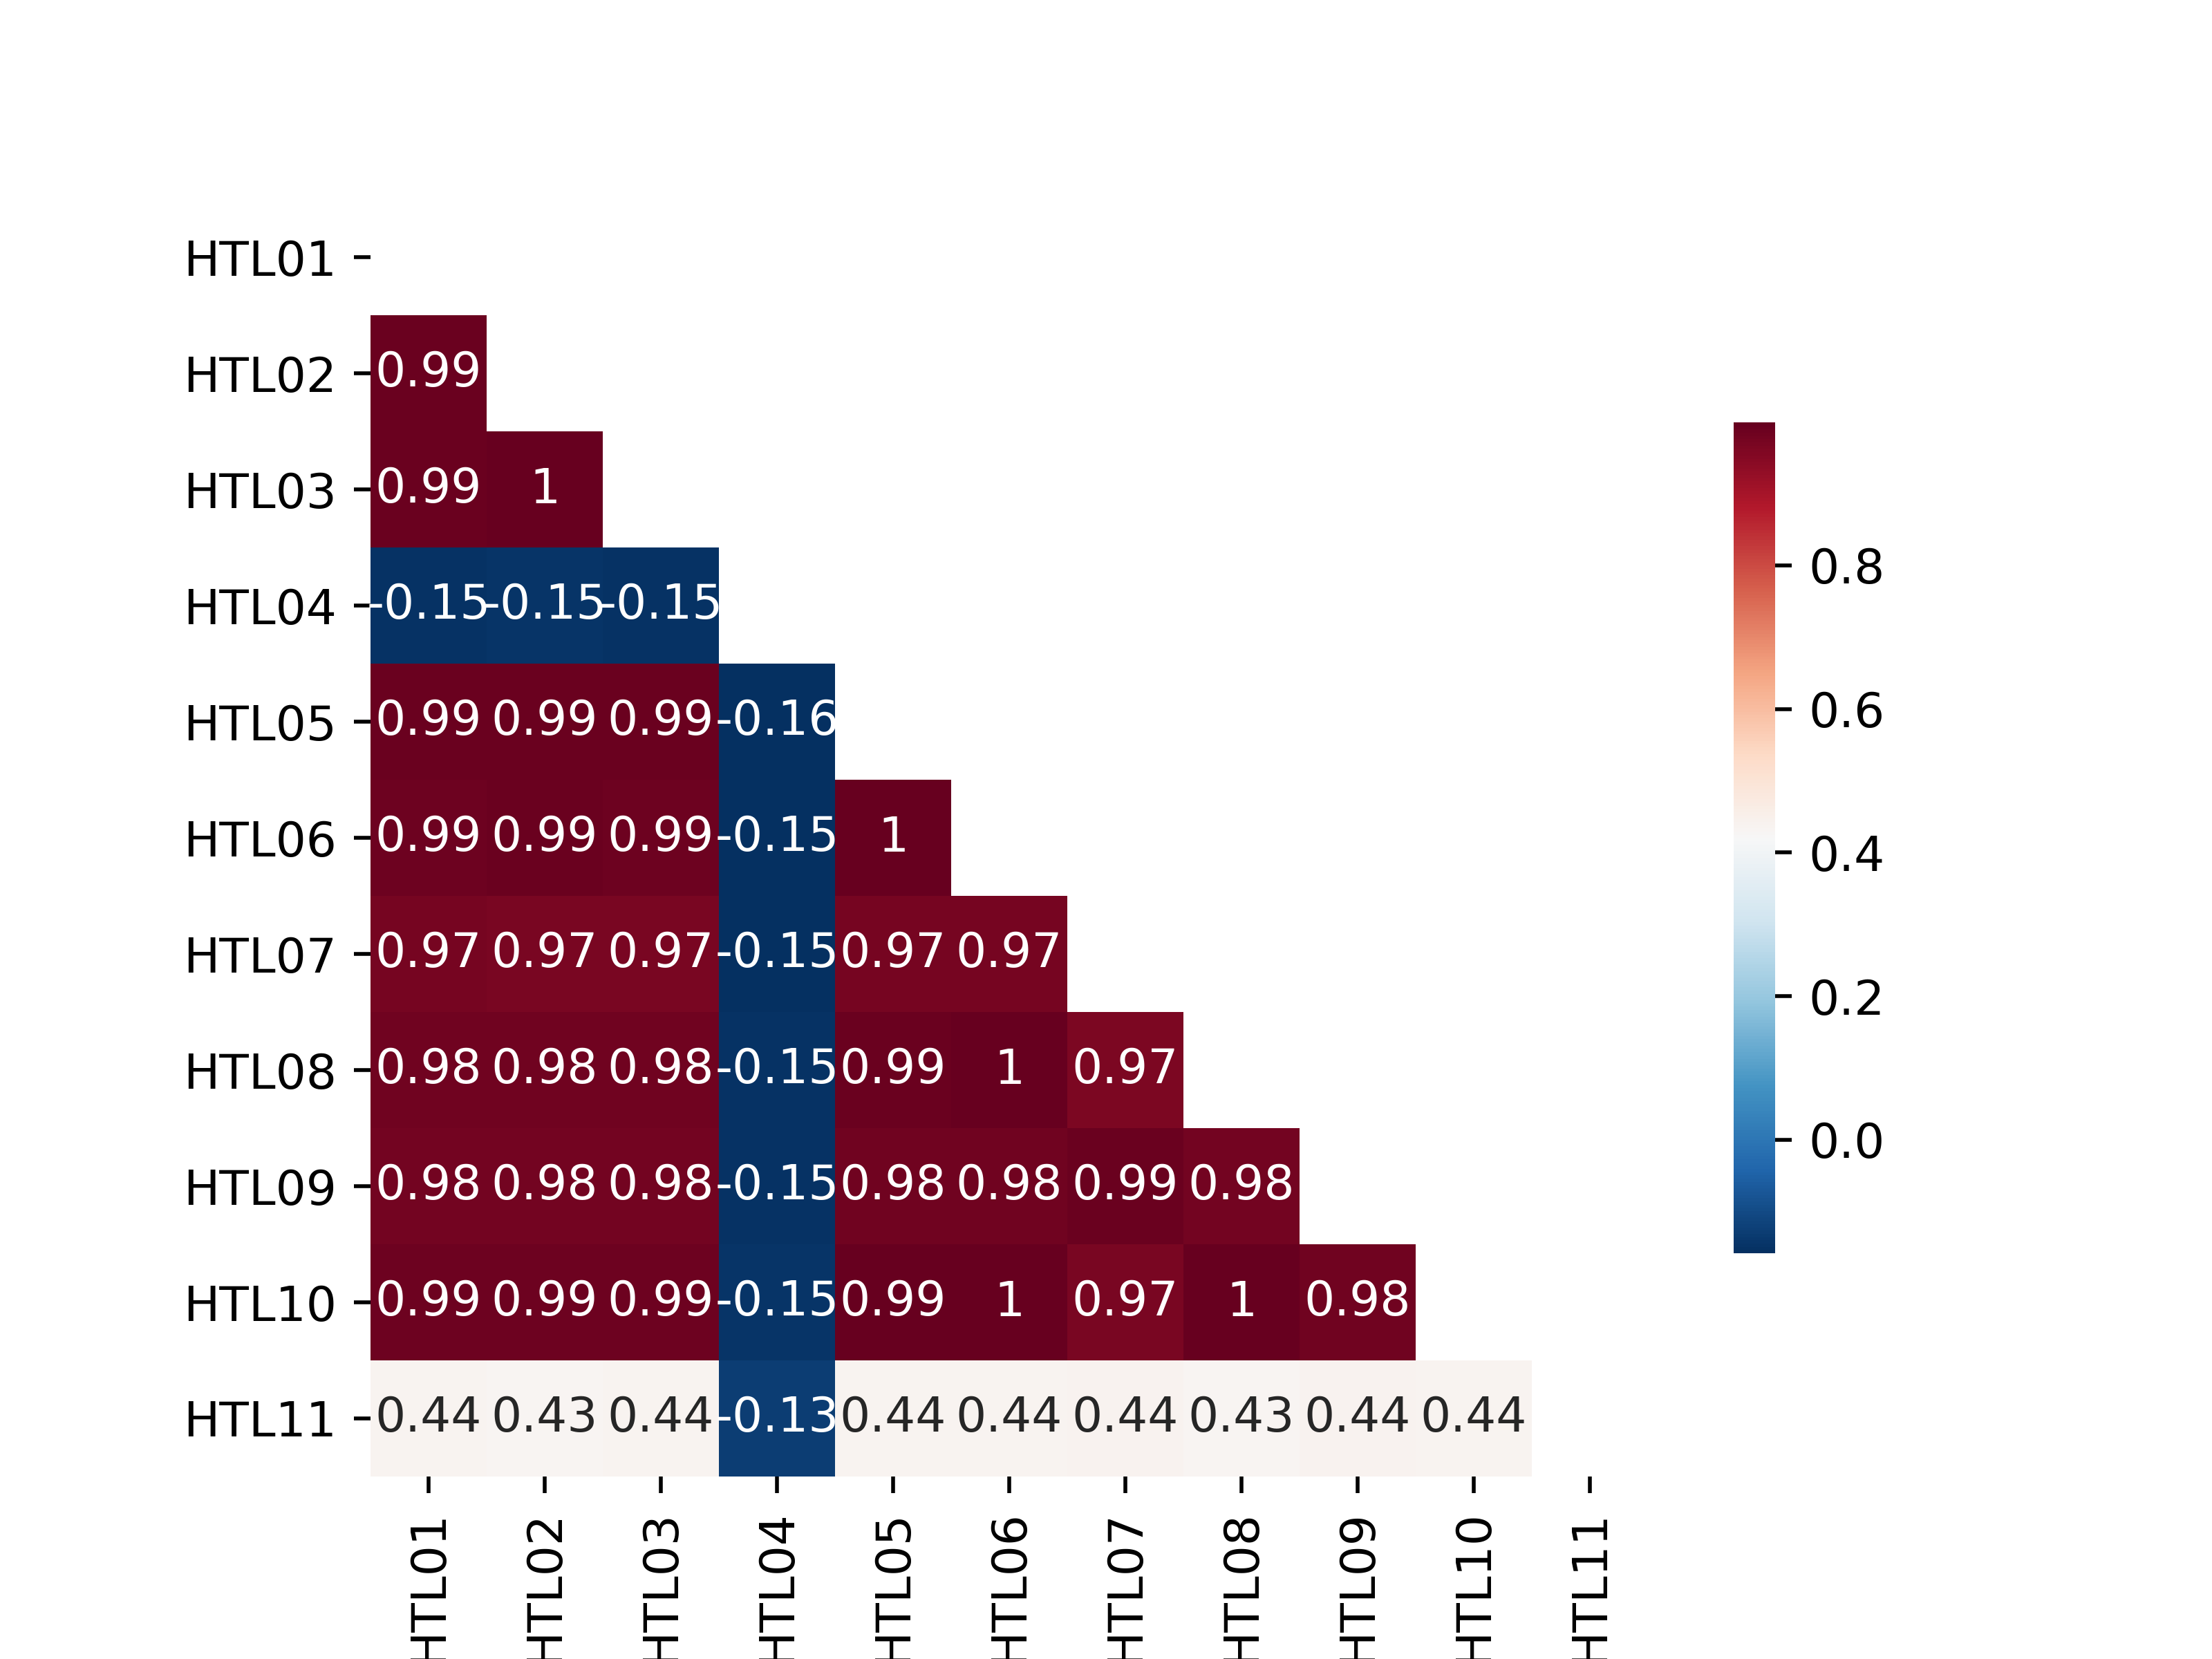 HTL01
HTL02 0.99
HTL03 0.99 1
HTL04 -0.15 -0.15 -0.15
HTL05 0.99 0.99 0.99 -0.16
HTL06 0.99 0.99 0.99 -0.15 1
HTL07 0.97 0.97 0.97 -0.15 0.97 0.97
HTL08 0.98 0.98 0.98 -0.15 0.99 1 0.97
HTL09 0.98 0.98 0.98 -0.15 0.98 0.98 0.99 0.98
HTL10 0.99 0.99 0.99 -0.15 0.99 1 0.97 1 0.98
HTL11 0.44 0.43 0.44 -0.13 0.44 0.44 0.44 0.43 0.44 0.44
HTL01 HTL02 HTL03 HTL04 HTL05 HTL06 HTL07 HTL08 HTL09 HTL10 HTL11
0.8
0.6
0.4
0.2
0.0